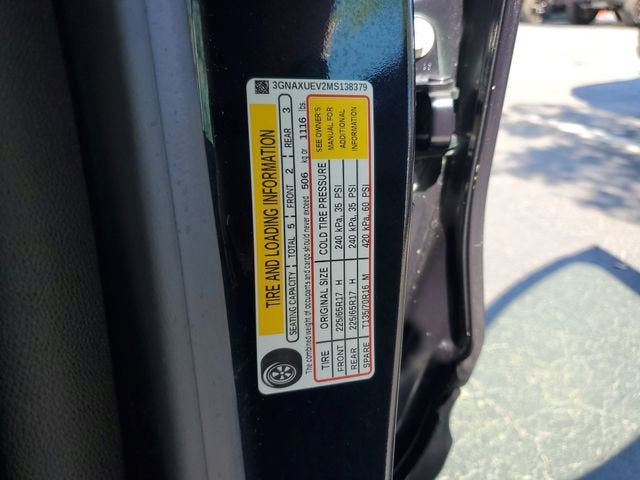 3GNAXUEV2MS138379
TIRE AND LOADING INFORMATION
SEATING CAPACITY TOTAL 5 FRONT 2 REAR 3
The combined weight of occupants and cargo should never exceed 506 kg or 1116 lbs.
TIRE ORIGINAL SIZE COLD TIRE PRESSURE SEE OWNER'S MANUAL FOR ADDITIONAL INFORMATION
FRONT 225/65R17 H 240 kPa, 35 PSI
REAR 225/65R17 H 240 kPa, 35 PSI
SPARE T135/70R16 M 420 kPa, 60 PSI